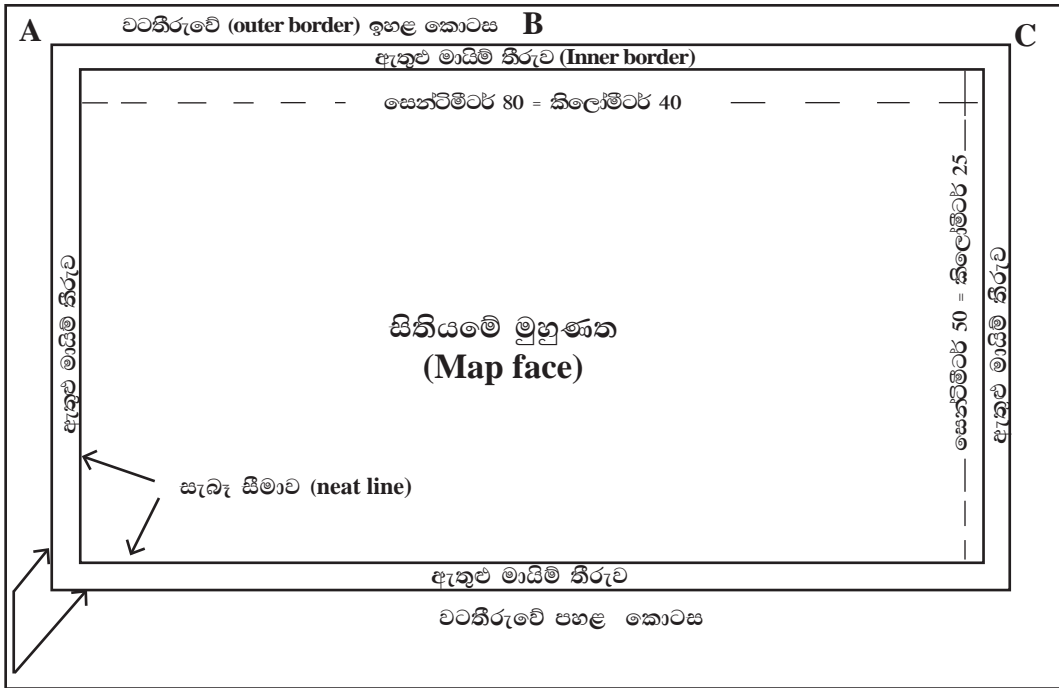 A
වටතීරුවේ (outer border) ඉහළ කොටස
B
C
ඇතුළු මායිම් තීරුව (Inner border)
සෙන්ටිමීටර් 80 = කිලෝමීටර් 40
සෙන්ටිමීටර් 50 = කිලෝමීටර් 25
ඇතුළු මායිම් තීරුව
ඇතුළු මායිම් තීරුව
සිතියමේ මුහුණත
(Map face)
සැබෑ සීමාව (neat line)
ඇතුළු මායිම් තීරුව
වටතීරුවේ පහළ කොටස